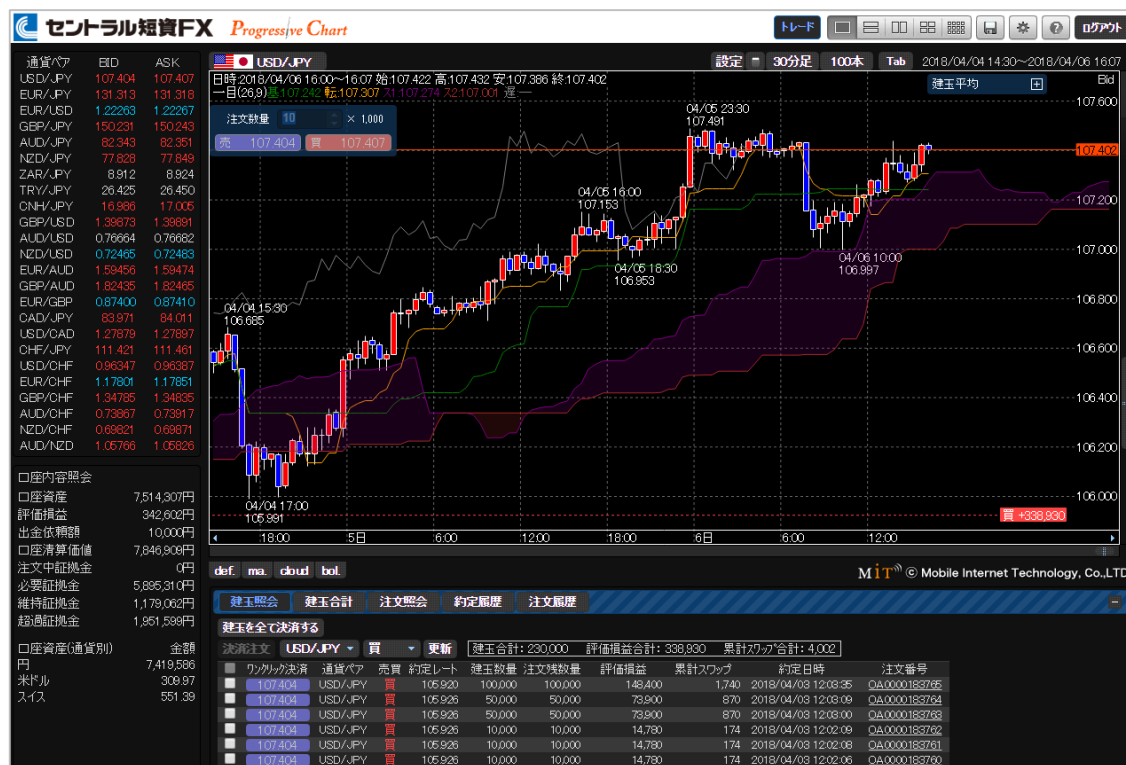 セントラル短資FX Progressive Chart トレード ログアウト
通貨ペア BID ASK
USD/JPY 107.404 107.407
EUR/JPY 131.313 131.318
EUR/USD 1.22263 1.22267
GBP/JPY 150.231 150.243
AUD/JPY 82.343 82.351
NZD/JPY 77.828 77.849
ZAR/JPY 8.912 8.924
TRY/JPY 26.425 26.450
CNH/JPY 16.986 17.005
GBP/USD 1.39873 1.39891
AUD/USD 0.76664 0.76682
NZD/USD 0.72465 0.72483
EUR/AUD 1.59456 1.59474
GBP/AUD 1.82435 1.82465
EUR/GBP 0.87400 0.87410
CAD/JPY 83.971 84.011
USD/CAD 1.27879 1.27897
CHF/JPY 111.421 111.461
USD/CHF 0.96347 0.96387
EUR/CHF 1.17801 1.17851
GBP/CHF 1.34785 1.34835
AUD/CHF 0.73867 0.73917
NZD/CHF 0.69821 0.69871
AUD/NZD 1.05766 1.05826
口座内容照会
口座資産 7,514,307円
評価損益 342,602円
出金依頼額 10,000円
口座清算価値 7,846,909円
注文中証拠金 0円
必要証拠金 5,895,310円
維持証拠金 1,179,062円
超過証拠金 1,951,599円
口座資産(通貨別) 金額
円 7,419,586
米ドル 309.97
スイス 551.39
USD/JPY 設定 30分足 100本 Tab 2018/04/04 14:30～2018/04/06 16:07
日時:2018/04/06 16:00～16:07 始:107.422 高:107.432 安:107.386 終:107.402
一目(26,9)基:107.242 転:107.307 ス1:107.274 ス2:107.001 遅:—
注文数量 10 × 1,000
売 107.404 買 107.407
建玉平均
Bid
107.600
107.402
107.200
107.000
106.800
106.600
106.400
106.200
106.000
04/05 23:30
107.491
04/05 16:00
107.153
04/05 18:30
106.953
04/06 10:00
106.997
04/04 15:30
106.685
04/04 17:00
105.991
買 +338,930
18:00 5日 6:00 12:00 18:00 6日 6:00 12:00
def. ma. cloud bol. MiT © Mobile Internet Technology, Co.,LTD
建玉照会 建玉合計 注文照会 約定履歴 注文履歴
建玉を全て決済する
決済注文 USD/JPY 買 更新 建玉合計: 230,000 評価損益合計: 338,930 累計スワップ合計: 4,002
ワンクリック決済 通貨ペア 売買 約定レート 建玉数量 注文残数量 評価損益 累計スワップ 約定日時 注文番号
107.404 USD/JPY 買 105.920 100,000 100,000 148,400 1,740 2018/04/03 12:03:35 OA0000183765
107.404 USD/JPY 買 105.926 50,000 50,000 73,900 870 2018/04/03 12:03:09 OA0000183764
107.404 USD/JPY 買 105.926 50,000 50,000 73,900 870 2018/04/03 12:03:00 OA0000183763
107.404 USD/JPY 買 105.926 10,000 10,000 14,780 174 2018/04/03 12:02:09 OA0000183762
107.404 USD/JPY 買 105.926 10,000 10,000 14,780 174 2018/04/03 12:02:08 OA0000183761
107.404 USD/JPY 買 105.926 10,000 10,000 14,780 174 2018/04/03 12:02:06 OA0000183760